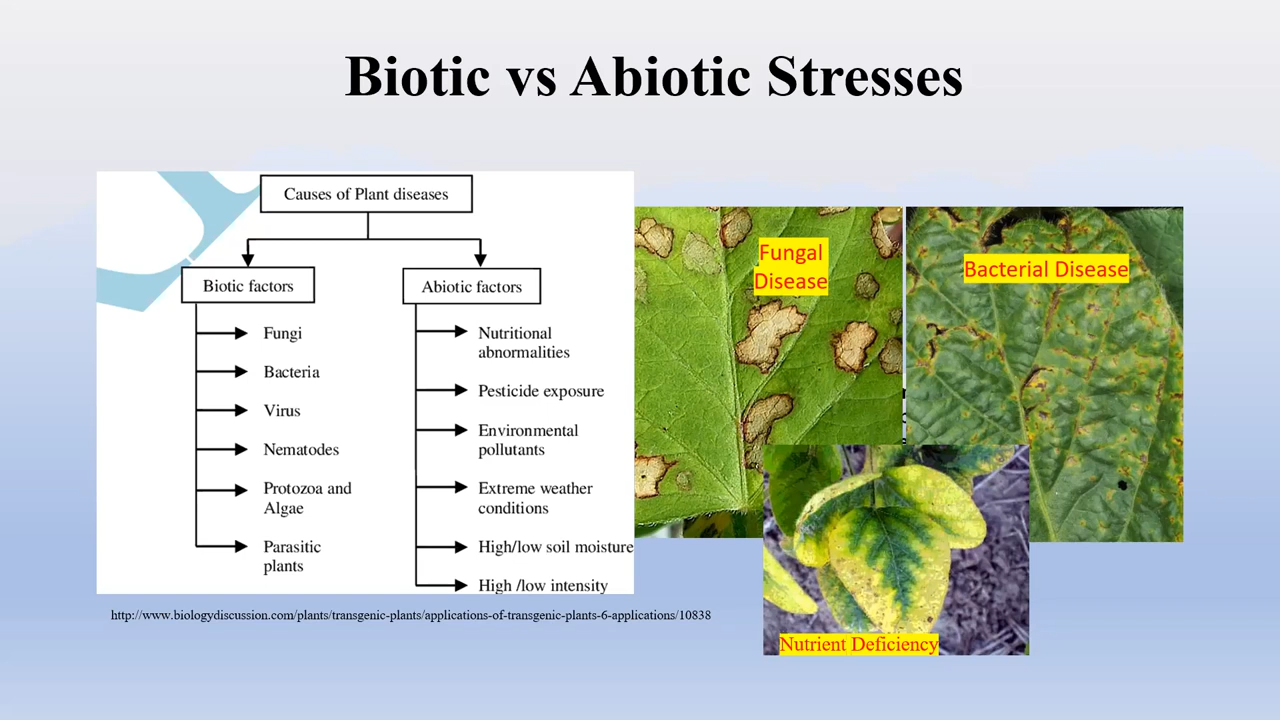 Biotic vs Abiotic Stresses
Causes of Plant diseases
Biotic factors
Fungi
Bacteria
Virus
Nematodes
Protozoa and
Algae
Parasitic
plants
Abiotic factors
Nutritional
abnormalities
Pesticide exposure
Environmental
pollutants
Extreme weather
conditions
High/low soil moisture
High /low intensity
Fungal
Disease
Bacterial Disease
Nutrient Deficiency
http://www.biologydiscussion.com/plants/transgenic-plants/applications-of-transgenic-plants-6-applications/10838